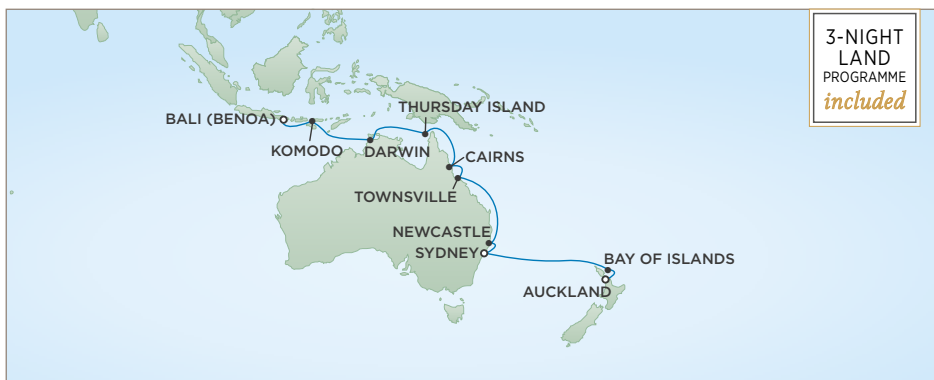 3-NIGHT
LAND
PROGRAMME
included
THURSDAY ISLAND
BALI (BENOA)
KOMODO
DARWIN
CAIRNS
TOWNSVILLE
NEWCASTLE
SYDNEY
BAY OF ISLANDS
AUCKLAND